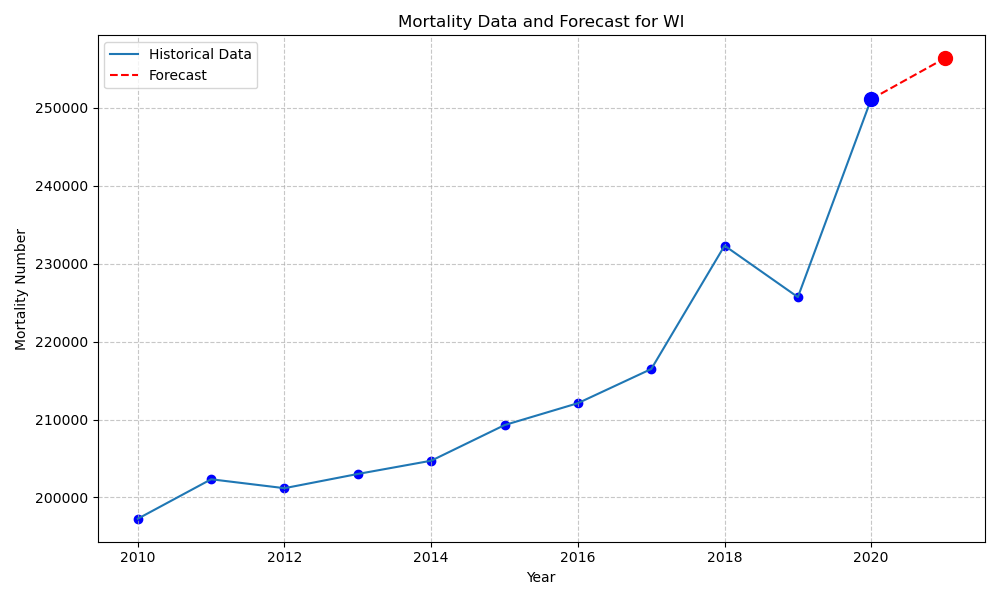 Mortality Data and Forecast for WI
Historical Data
Forecast
250000
240000
230000
220000
210000
200000
Mortality Number
2010 2012 2014 2016 2018 2020
Year